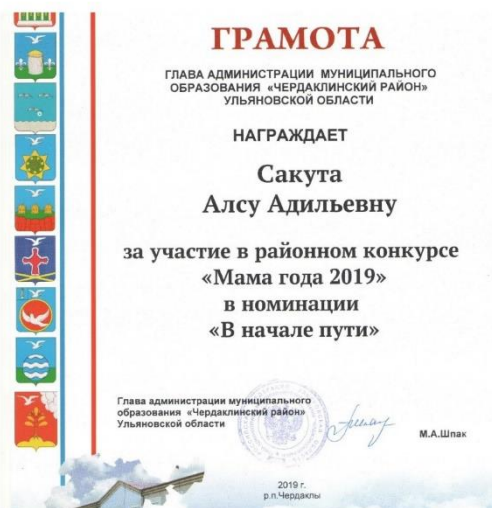 ГРАМОТА
ГЛАВА АДМИНИСТРАЦИИ МУНИЦИПАЛЬНОГО
ОБРАЗОВАНИЯ «ЧЕРДАКЛИНСКИЙ РАЙОН»
УЛЬЯНОВСКОЙ ОБЛАСТИ
НАГРАЖДАЕТ
Сакута
Алсу Адильевну
за участие в районном конкурсе
«Мама года 2019»
в номинации
«В начале пути»
Глава администрации муниципального
образования «Чердаклинский район»
Ульяновской области
М.А.Шпак
2019 г.
р.п.Чердаклы